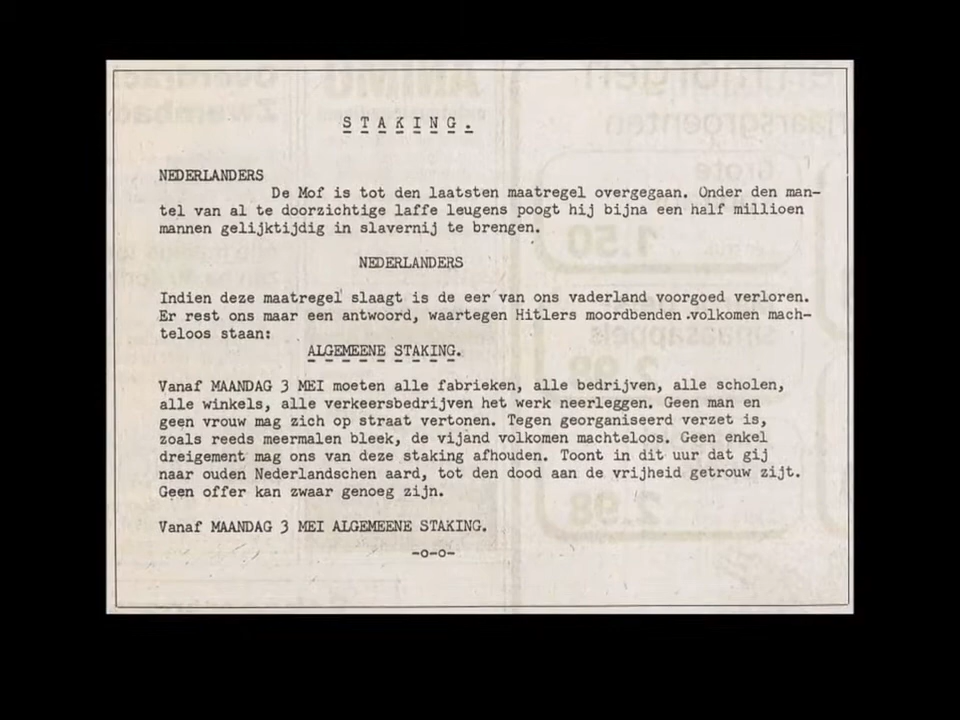 STAKING.
NEDERLANDERS
De Mof is tot den laatsten maatregel overgegaan. Onder den man-
tel van al te doorzichtige laffe leugens poogt hij bijna een half millioen
mannen gelijktijdig in slavernij te brengen.
NEDERLANDERS
Indien deze maatregel slaagt is de eer van ons vaderland voorgoed verloren.
Er rest ons maar een antwoord, waartegen Hitlers moordbenden volkomen mach-
teloos staan:
ALGEMEENE STAKING.
Vanaf MAANDAG 3 MEI moeten alle fabrieken, alle bedrijven, alle scholen,
alle winkels, alle verkeersbedrijven het werk neerleggen. Geen man en
geen vrouw mag zich op straat vertonen. Tegen georganiseerd verzet is,
zoals reeds meermalen bleek, de vijand volkomen machteloos. Geen enkel
dreigement mag ons van deze staking afhouden. Toont in dit uur dat gij
naar ouden Nederlandschen aard, tot den dood aan de vrijheid getrouw zijt.
Geen offer kan zwaar genoeg zijn.
Vanaf MAANDAG 3 MEI ALGEMEENE STAKING.
-o-o-